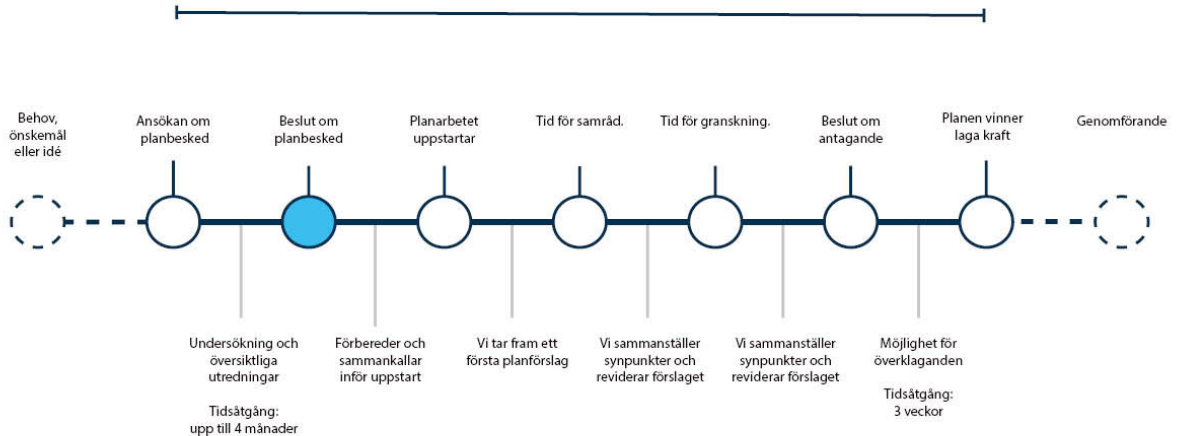 Behov,
önskemål
eller idé
Ansökan om
planbesked
Beslut om
planbesked
Planarbetet
uppstartar
Tid för samråd.
Tid för granskning.
Beslut om
antagande
Planen vinner
laga kraft
Genomförande
Undersökning och
översiktliga
utredningar
Tidsåtgång:
upp till 4 månader
Förbereder och
sammankallar
inför uppstart
Vi tar fram ett
första planförslag
Vi sammanställer
synpunkter och
reviderar förslaget
Vi sammanställer
synpunkter och
reviderar förslaget
Möjlighet för
överklaganden
Tidsåtgång:
3 veckor